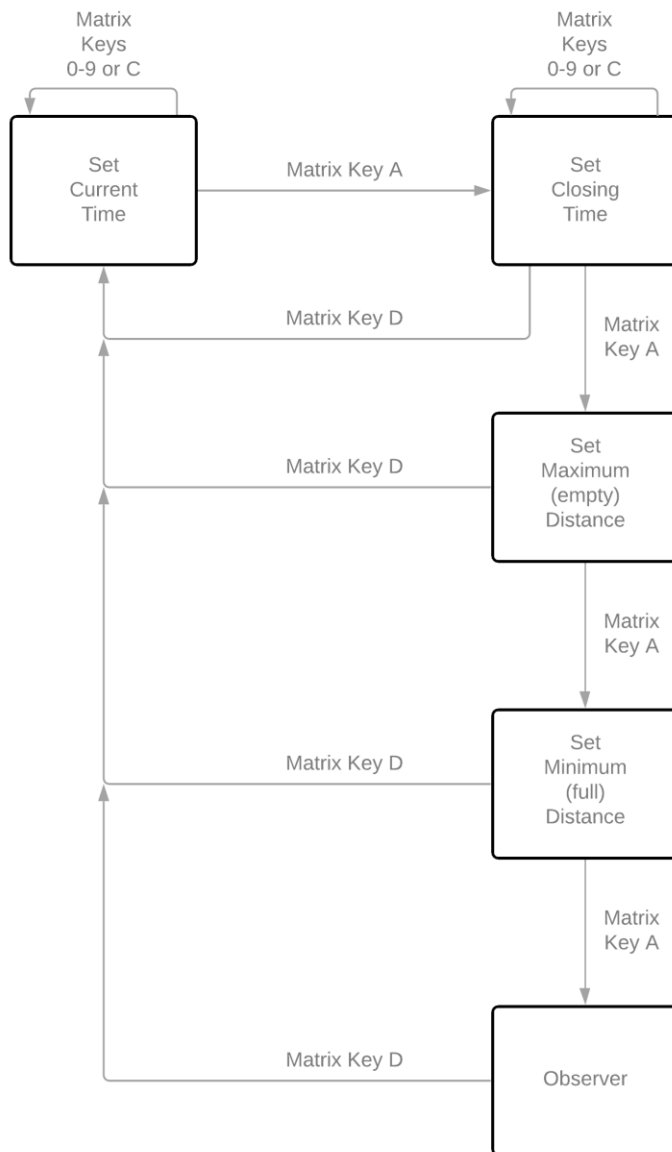 Matrix
Keys
0-9 or C
Matrix
Keys
0-9 or C
Set
Current
Time
Matrix Key A
Set
Closing
Time
Matrix Key D
Matrix
Key A
Matrix Key D
Set
Maximum
(empty)
Distance
Matrix
Key A
Matrix Key D
Set
Minimum
(full)
Distance
Matrix
Key A
Matrix Key D
Observer